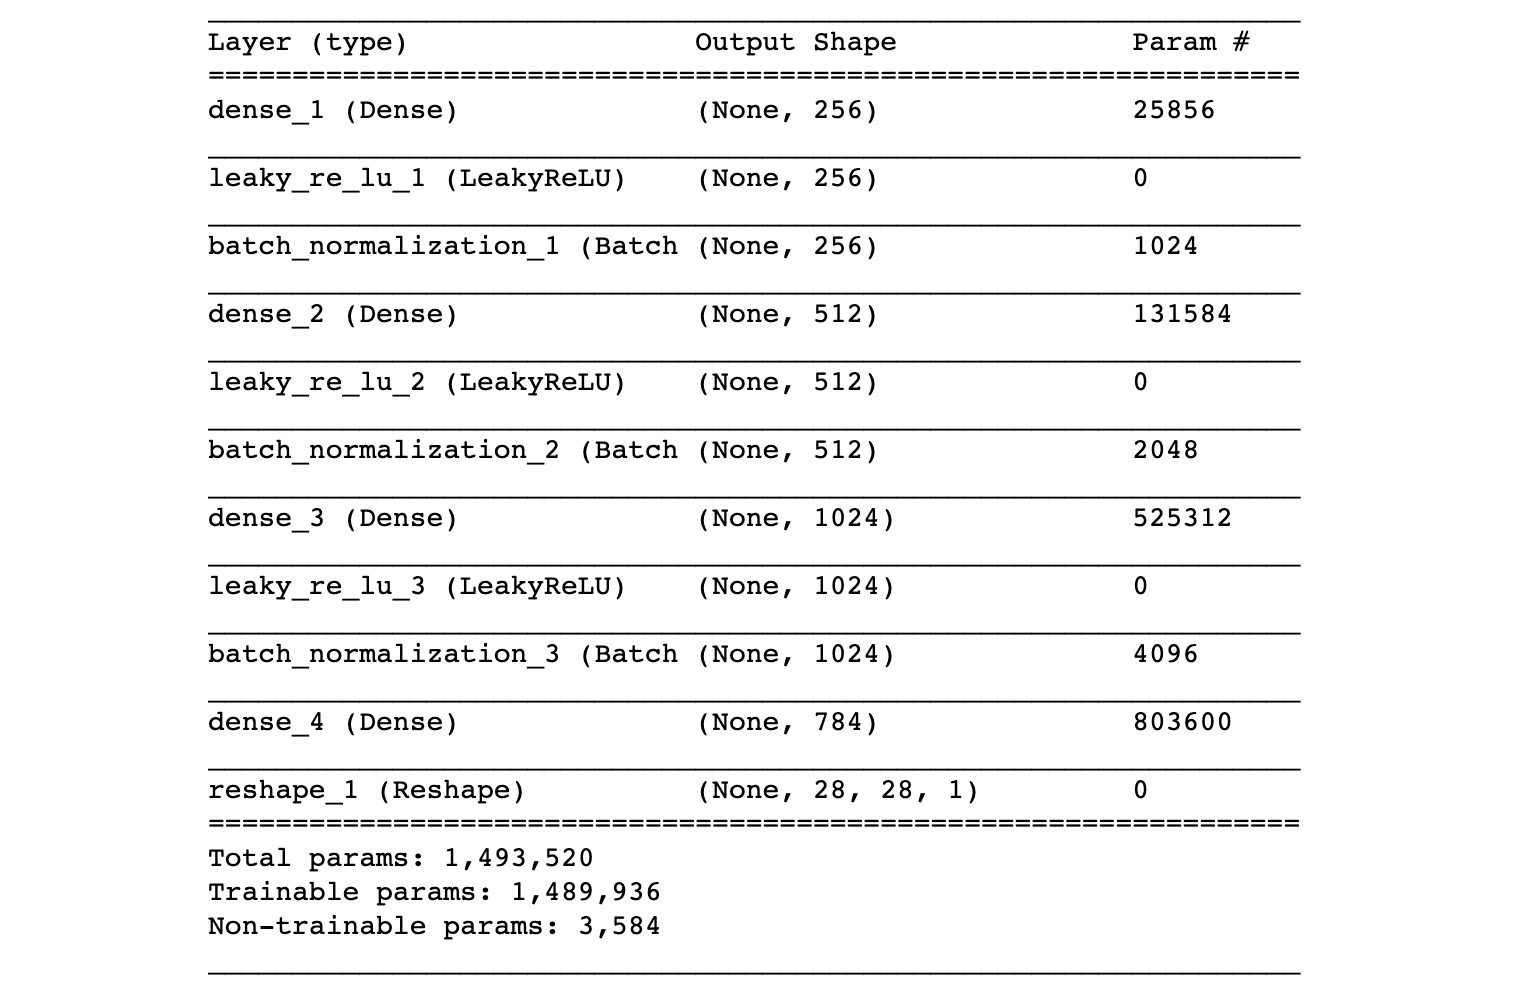 Layer (type) Output Shape Param #
=================================================================
dense_1 (Dense) (None, 256) 25856
leaky_re_lu_1 (LeakyReLU) (None, 256) 0
batch_normalization_1 (Batch (None, 256) 1024
dense_2 (Dense) (None, 512) 131584
leaky_re_lu_2 (LeakyReLU) (None, 512) 0
batch_normalization_2 (Batch (None, 512) 2048
dense_3 (Dense) (None, 1024) 525312
leaky_re_lu_3 (LeakyReLU) (None, 1024) 0
batch_normalization_3 (Batch (None, 1024) 4096
dense_4 (Dense) (None, 784) 803600
reshape_1 (Reshape) (None, 28, 28, 1) 0
=================================================================
Total params: 1,493,520
Trainable params: 1,489,936
Non-trainable params: 3,584